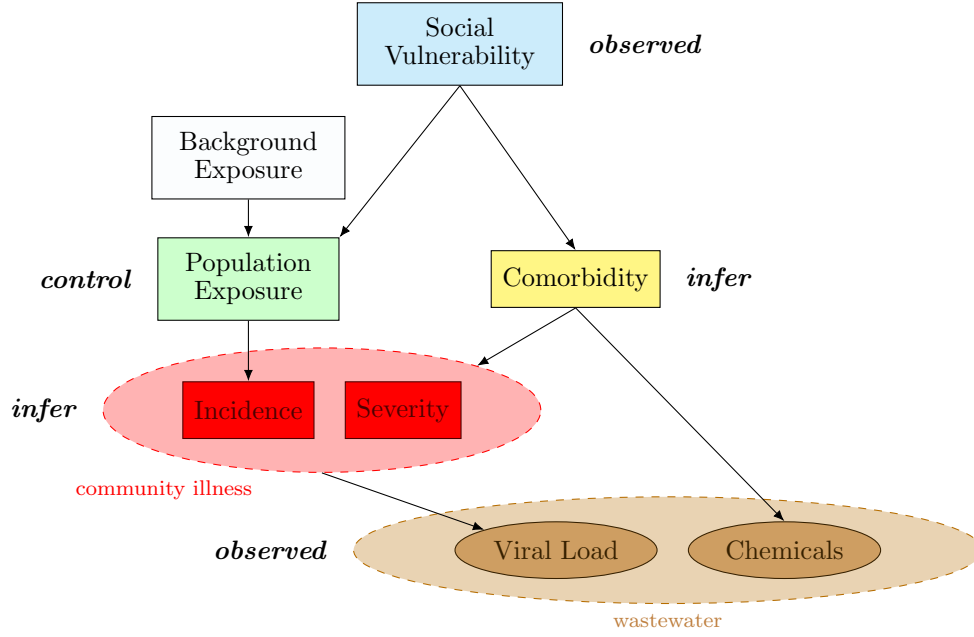 Social
Vulnerability
observed
Background
Exposure
control
Population
Exposure
Comorbidity
infer
infer
Incidence
Severity
community illness
observed
Viral Load
Chemicals
wastewater